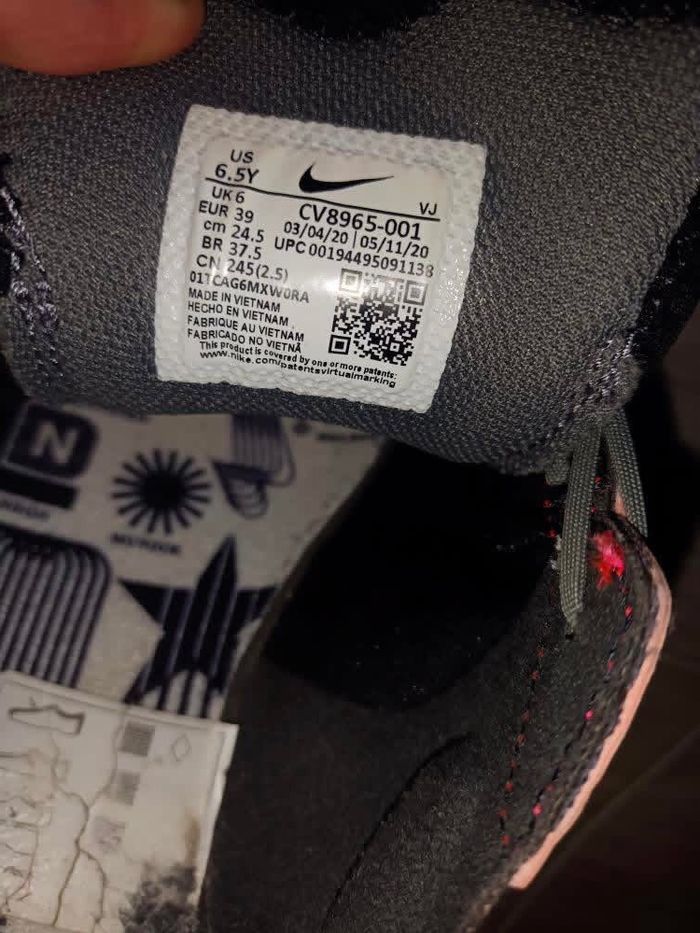 US
6.5Y
UK 6
EUR 39
cm 24.5
BR 37.5
CN 245(2.5)
VJ
CV8965-001
03/04/20 | 05/11/20
UPC 00194495091138
01TCAG6MXW0RA
MADE IN VIETNAM
HECHO EN VIETNAM
FABRIQUE AU VIETNAM
FABRICADO NO VIETNÃ
This product is covered by one or more patents:
www.nike.com/patentsvirtualmarking
N